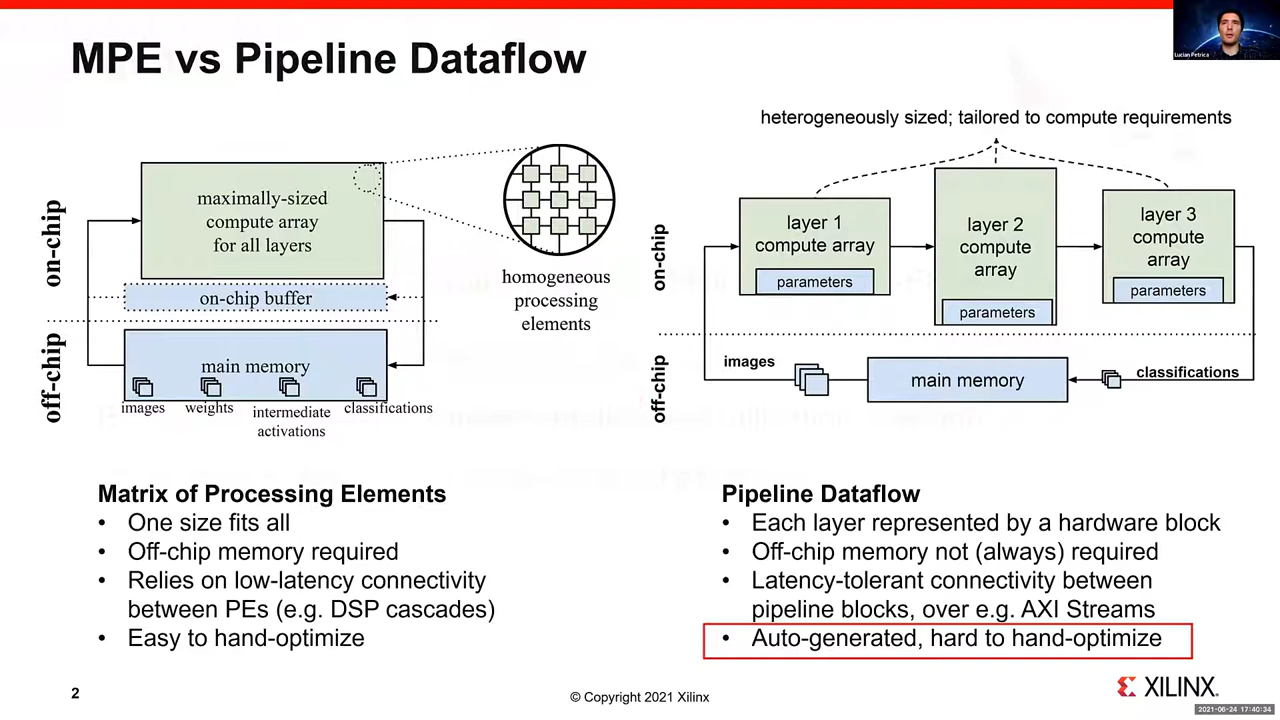 MPE vs Pipeline Dataflow
Lucian Petrica
on-chip
off-chip
maximally-sized
compute array
for all layers
on-chip buffer
main memory
images
weights
intermediate
activations
classifications
homogeneous
processing
elements
heterogeneously sized; tailored to compute requirements
on-chip
off-chip
layer 1
compute array
parameters
layer 2
compute
array
parameters
layer 3
compute
array
parameters
images
main memory
classifications
Matrix of Processing Elements
• One size fits all
• Off-chip memory required
• Relies on low-latency connectivity
between PEs (e.g. DSP cascades)
• Easy to hand-optimize
Pipeline Dataflow
• Each layer represented by a hardware block
• Off-chip memory not (always) required
• Latency-tolerant connectivity between
pipeline blocks, over e.g. AXI Streams
• Auto-generated, hard to hand-optimize
2
© Copyright 2021 Xilinx
XILINX.
2021-06-24 17:40:34